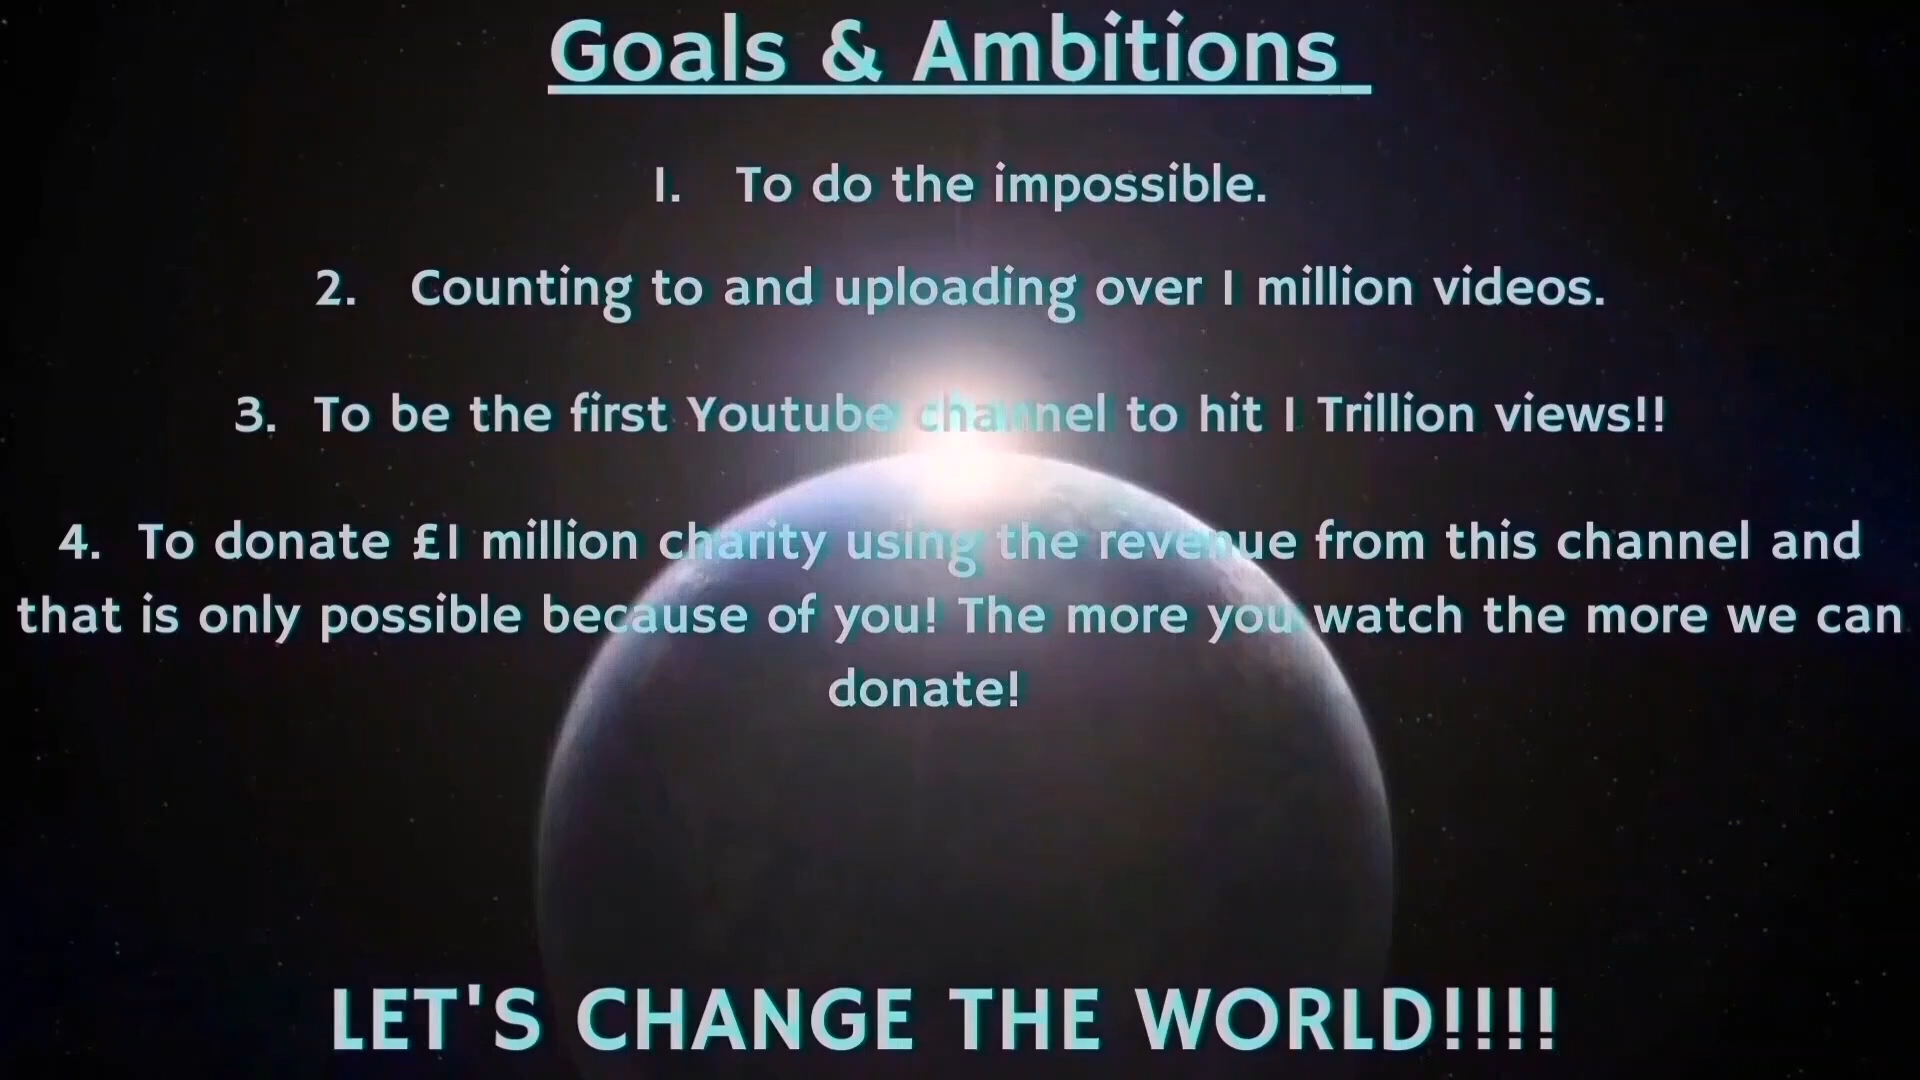 Goals & Ambitions
1. To do the impossible.
2. Counting to and uploading over 1 million videos.
3. To be the first Youtube channel to hit 1 Trillion views!!
4. To donate £1 million charity using the revenue from this channel and
that is only possible because of you! The more you watch the more we can
donate!
LET'S CHANGE THE WORLD!!!!